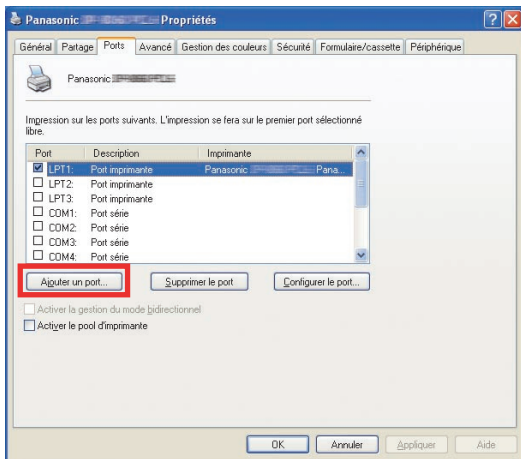 Panasonic Propriétés
Général Partage Ports Avancé Gestion des couleurs Sécurité Formulaire/cassette Périphérique
Panasonic
Impression sur les ports suivants. L'impression se fera sur le premier port sélectionné
libre.
Port Description Imprimante
LPT1: Port imprimante Panasonic Pana...
LPT2: Port imprimante
LPT3: Port imprimante
COM1: Port série
COM2: Port série
COM3: Port série
COM4: Port série
Ajouter un port... Supprimer le port Configurer le port...
Activer la gestion du mode bidirectionnel
Activer le pool d'imprimante
OK Annuler Appliquer Aide